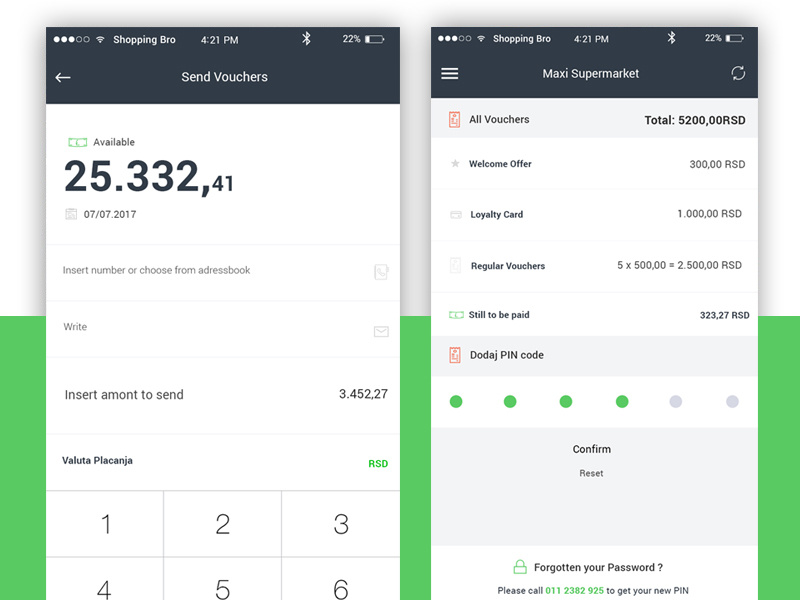 Shopping Bro 4:21 PM 22%
Send Vouchers
Available
25.332,41
07/07.2017
Insert number or choose from adressbook
Write
Insert amont to send 3.452,27
Valuta Placanja RSD
1 2 3
4 5 6
Shopping Bro 4:21 PM 22%
Maxi Supermarket
All Vouchers Total: 5200,00RSD
Welcome Offer 300,00 RSD
Loyalty Card 1.000,00 RSD
Regular Vouchers 5 x 500,00 = 2.500,00 RSD
Still to be paid 323,27 RSD
Dodaj PIN code
Confirm
Reset
Forgotten your Password ?
Please call 011 2382 925 to get your new PIN